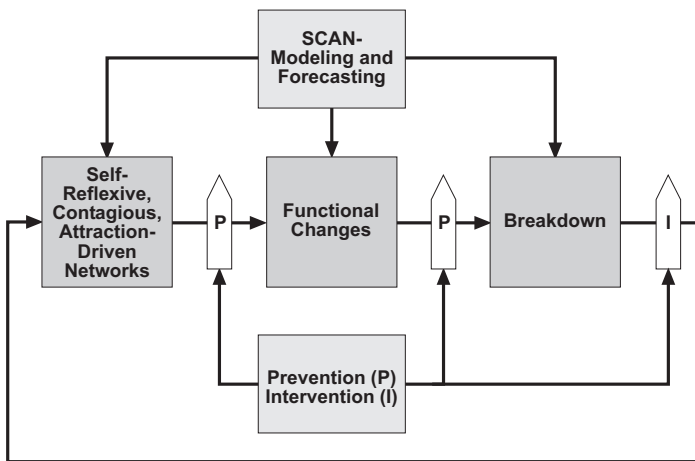 SCAN-
Modeling and
Forecasting
Self-
Reflexive,
Contagious,
Attraction-
Driven
Networks
P
Functional
Changes
P
Breakdown
I
Prevention (P)
Intervention (I)